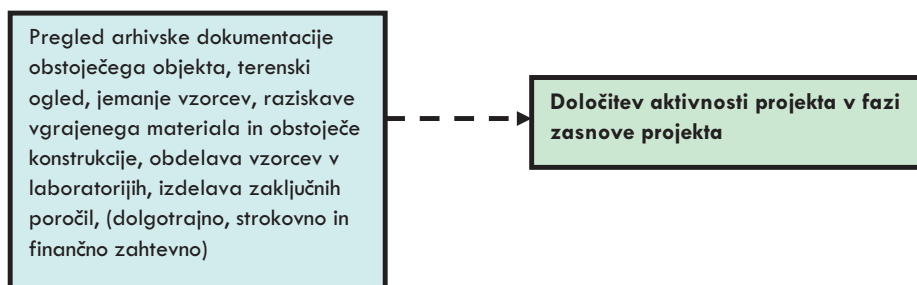 Pregled arhivske dokumentacije
obstoječega objekta, terenski
ogled, jemanje vzorcev, raziskave
vgrajenega materiala in obstoječe
konstrukcije, obdelava vzorcev v
laboratorijih, izdelava zaključnih
poročil, (dolgotrajno, strokovno in
finančno zahtevno)
Določitev aktivnosti projekta v fazi
zasnove projekta